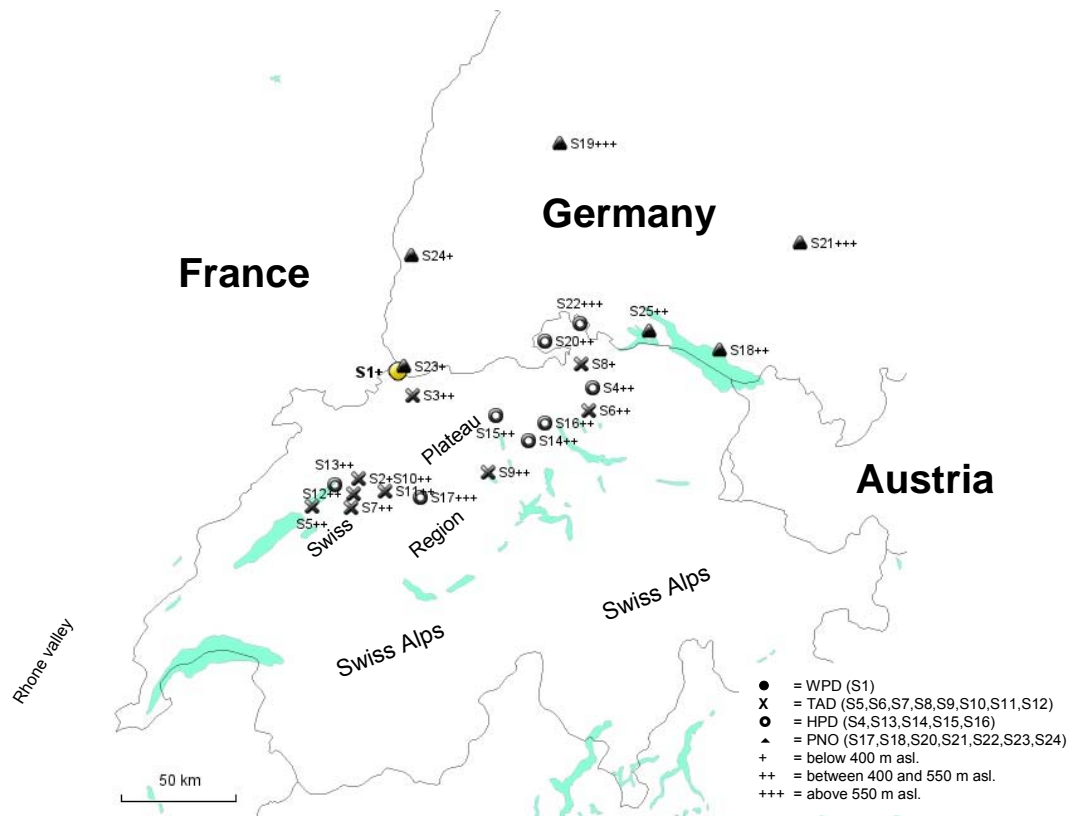 S19+++
Germany
S21+++
S24+
France
S22+++
S25++
S20++
S18++
S23+
S1+
S8+
S4++
S3++
S6++
S16++
Plateau
S15++
S14++
S13++
S9++
S2+S10++
Austria
S12++
S11++
S17+++
S7++
S5++
Swiss
Region
Swiss Alps
Swiss Alps
Rhone valley
= WPD (S1)
X = TAD (S5,S6,S7,S8,S9,S10,S11,S12)
= HPD (S4,S13,S14,S15,S16)
= PNO (S17,S18,S20,S21,S22,S23,S24)
+ = below 400 m asl.
++ = between 400 and 550 m asl.
+++ = above 550 m asl.
50 km